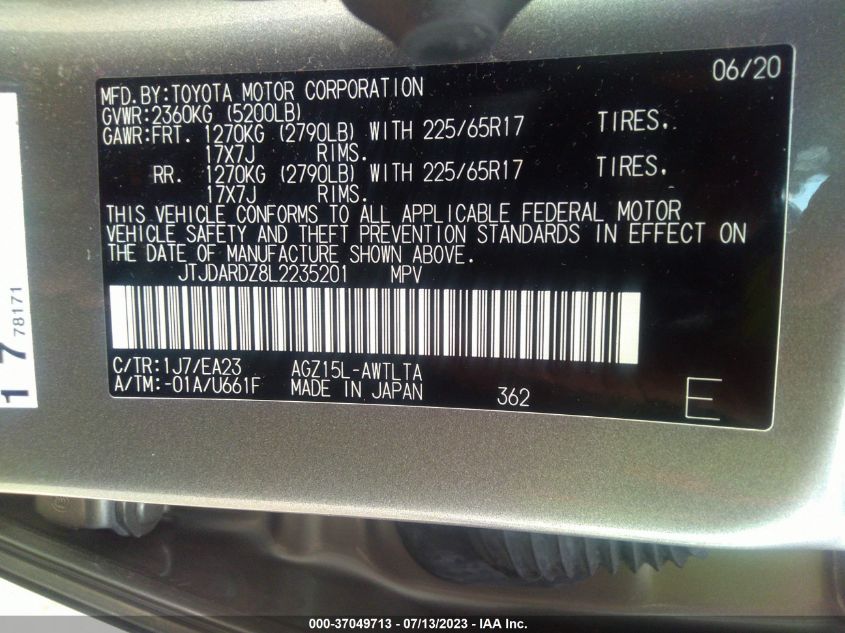 06/20
MFD.BY:TOYOTA MOTOR CORPORATION
GVWR:2360KG (5200LB)
GAWR:FRT. 1270KG (2790LB) WITH 225/65R17 TIRES,
17X7J RIMS.
RR. 1270KG (2790LB) WITH 225/65R17 TIRES,
17X7J RIMS.
THIS VEHICLE CONFORMS TO ALL APPLICABLE FEDERAL MOTOR
VEHICLE SAFETY AND THEFT PREVENTION STANDARDS IN EFFECT ON
THE DATE OF MANUFACTURE SHOWN ABOVE.
JTJDARDZ8L2235201 MPV
C/TR:1J7/EA23 AGZ15L-AWTLTA
A/TM:-01A/U661F MADE IN JAPAN 362 E
17
78171
000-37049713 - 07/13/2023 - IAA Inc.